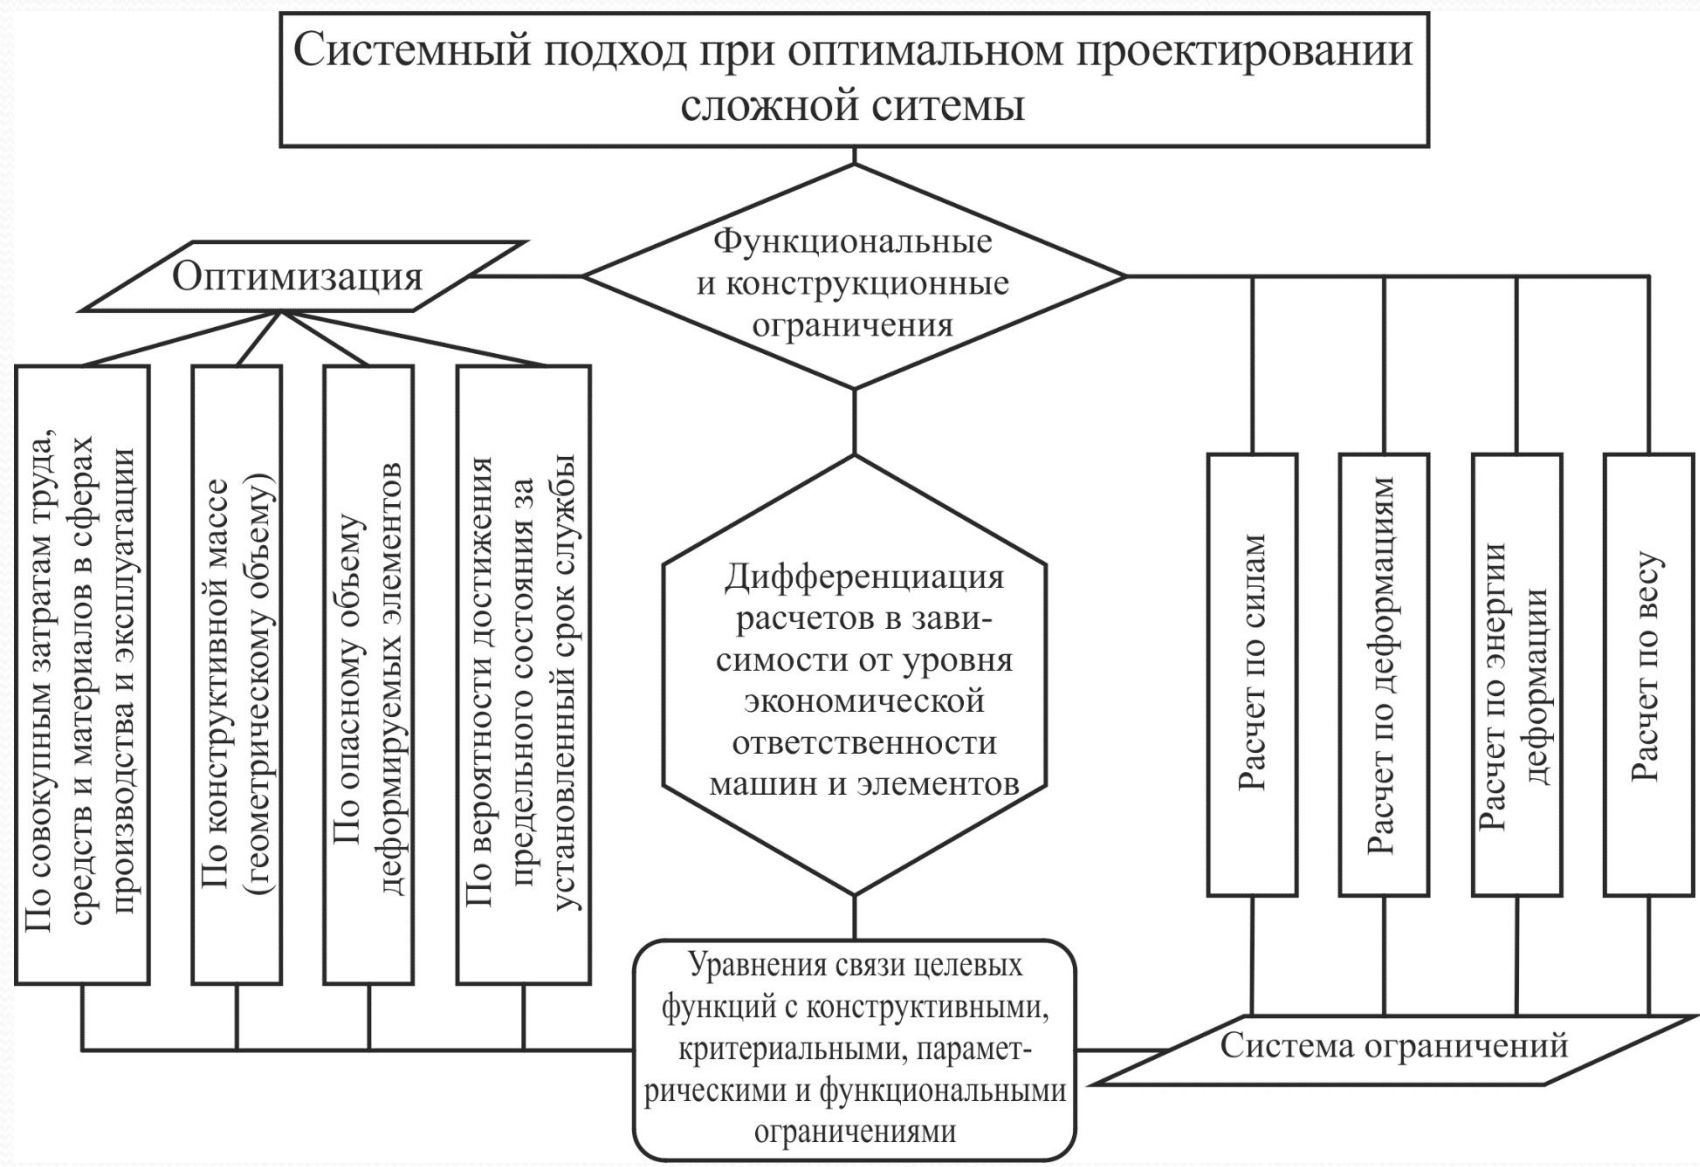 Системный подход при оптимальном проектировании
сложной ситемы
Функциональные
и конструкционные
ограничения
Оптимизация
По совокупным затратам труда,
средств и материалов в сферах
производства и эксплуатации
По конструктивной массе
(геометрическому объему)
По опасному объему
деформируемых элементов
По вероятности достижения
предельного состояния за
установленный срок службы
Дифференциация
расчетов в зави-
симости от уровня
экономической
ответственности
машин и элементов
Расчет по силам
Расчет по деформациям
Расчет по энергии
деформации
Расчет по весу
Уравнения связи целевых
функций с конструктивными,
критериальными, парамет-
рическими и функциональными
ограничениями
Система ограничений